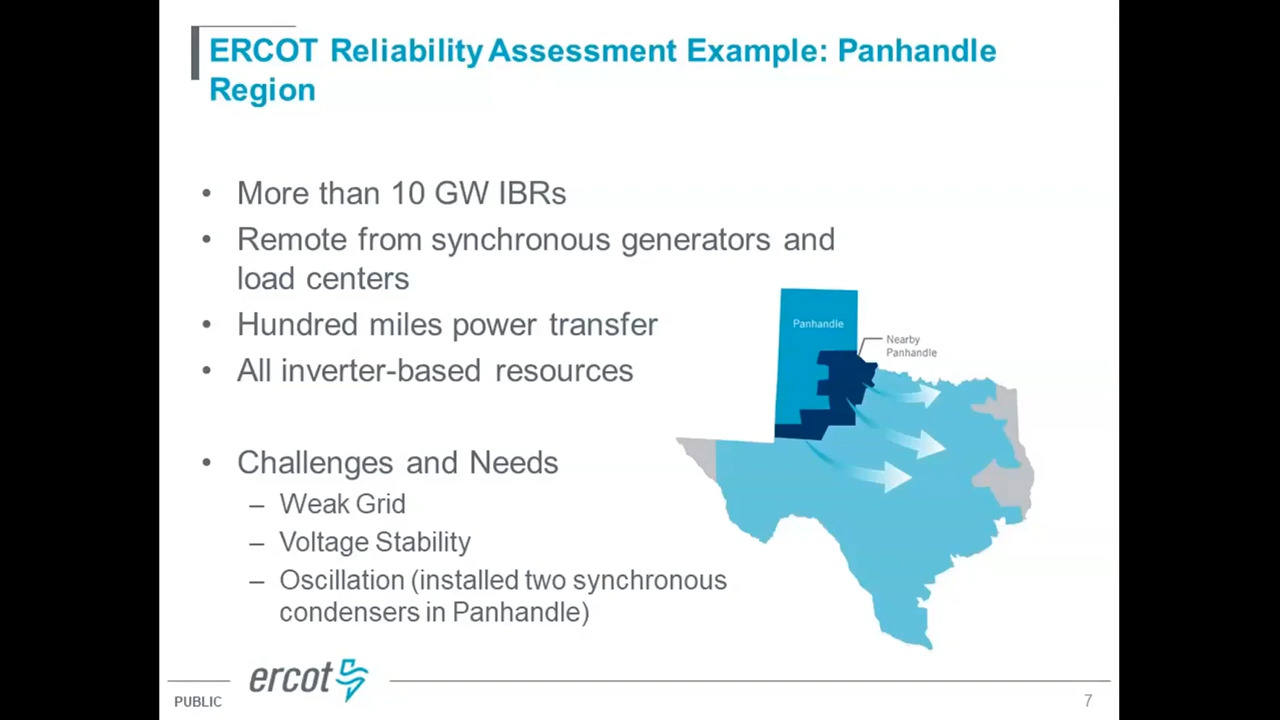 ERCOT Reliability Assessment Example: Panhandle
Region
• More than 10 GW IBRs
• Remote from synchronous generators and
load centers
• Hundred miles power transfer
• All inverter-based resources
• Challenges and Needs
– Weak Grid
– Voltage Stability
– Oscillation (installed two synchronous
condensers in Panhandle)
Panhandle
Nearby
Panhandle
ercot
PUBLIC
7